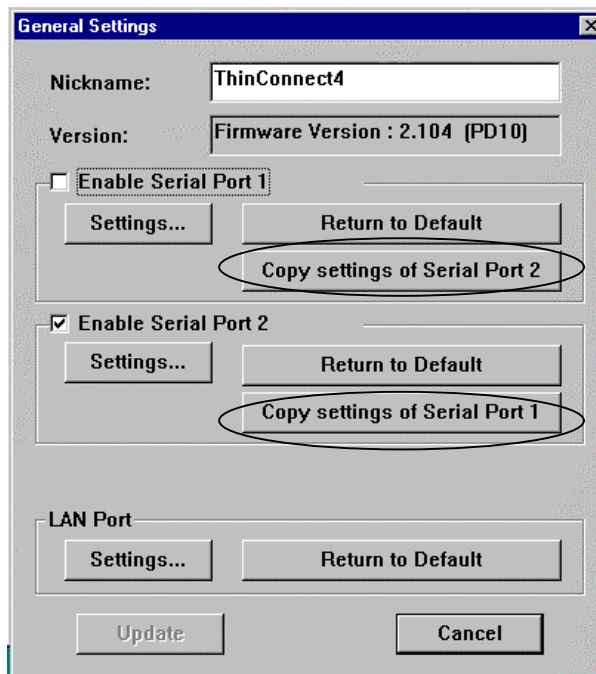 General Settings
Nickname: ThinConnect4
Version: Firmware Version : 2.104 (PD10)
Enable Serial Port 1
Settings... Return to Default
Copy settings of Serial Port 2
Enable Serial Port 2
Settings... Return to Default
Copy settings of Serial Port 1
LAN Port
Settings... Return to Default
Update Cancel